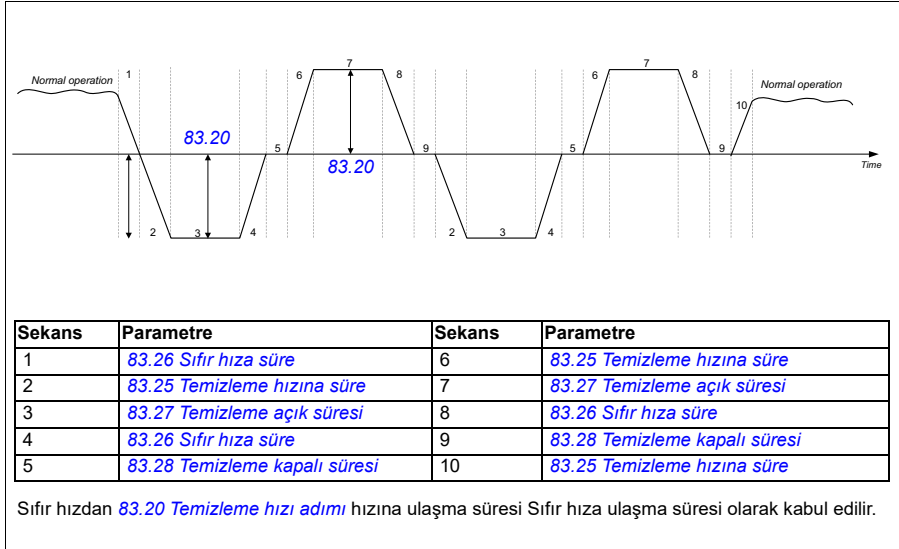 7 7
1 6 8 6 8
Normal operation Normal operation
10
83.20
5 9 5 9
83.20
Time
2 3 4 2 3 4
Sekans Parametre Sekans Parametre
1 83.26 Sıfır hıza süre 6 83.25 Temizleme hızına süre
2 83.25 Temizleme hızına süre 7 83.27 Temizleme açık süresi
3 83.27 Temizleme açık süresi 8 83.26 Sıfır hıza süre
4 83.26 Sıfır hıza süre 9 83.28 Temizleme kapalı süresi
5 83.28 Temizleme kapalı süresi 10 83.25 Temizleme hızına süre
Sıfır hızdan 83.20 Temizleme hızı adımı hızına ulaşma süresi Sıfır hıza ulaşma süresi olarak kabul edilir.